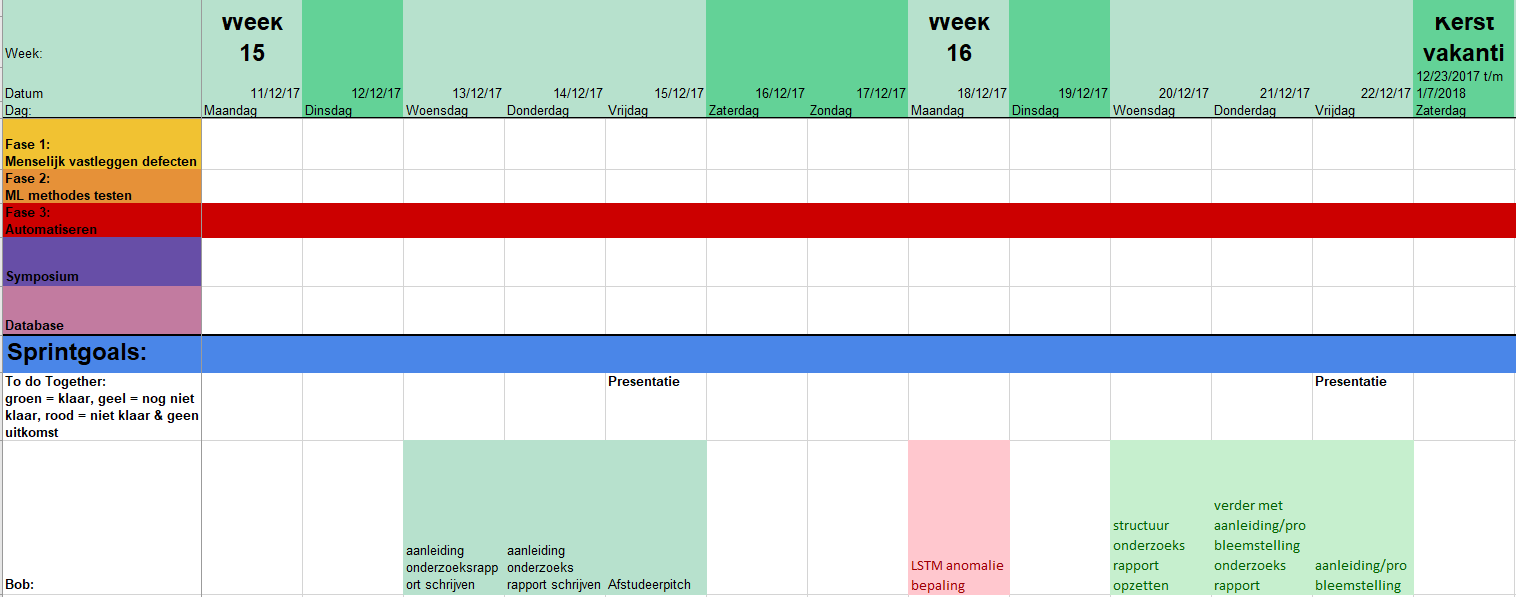 Week: Week 15 Week 16 Kerst vakanti
Datum 11/12/17 12/12/17 13/12/17 14/12/17 15/12/17 16/12/17 17/12/17 18/12/17 19/12/17 20/12/17 21/12/17 22/12/17 12/23/2017 t/m 1/7/2018
Dag: Maandag Dinsdag Woensdag Donderdag Vrijdag Zaterdag Zondag Maandag Dinsdag Woensdag Donderdag Vrijdag Zaterdag
Fase 1:
Menselijk vastleggen defecten
Fase 2:
ML methodes testen
Fase 3:
Automatiseren
Symposium
Database
Sprintgoals:
To do Together:
groen = klaar, geel = nog niet
klaar, rood = niet klaar & geen
uitkomst
Presentatie
Presentatie
Bob:
aanleiding
onderzoeksrapp
ort schrijven
aanleiding
onderzoeks
rapport schrijven
Afstudeerpitch
LSTM anomalie
bepaling
structuur
onderzoeks
rapport
opzetten
verder met
aanleiding/pro
bleemstelling
onderzoeks
rapport
aanleiding/pro
bleemstelling